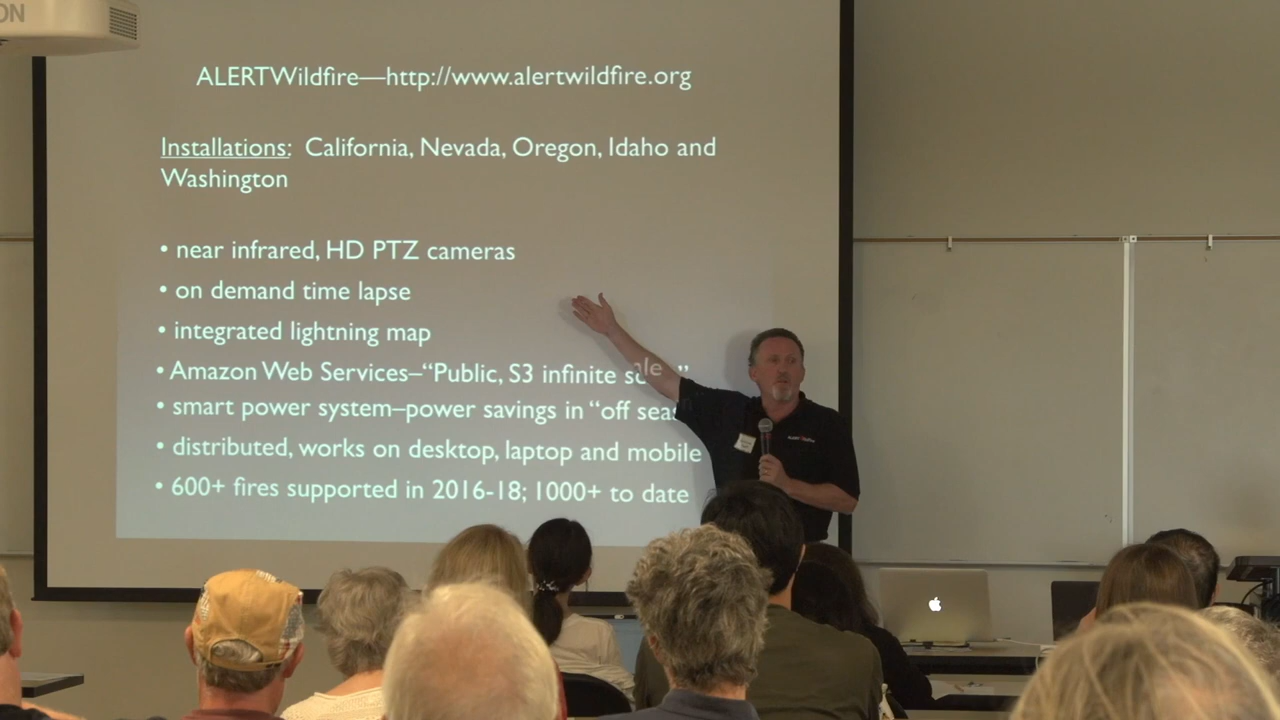 ON
ALERTWildfire—http://www.alertwildfire.org
Installations: California, Nevada, Oregon, Idaho and
Washington
• near infrared, HD PTZ cameras
• on demand time lapse
• integrated lightning map
• Amazon Web Services–“Public, S3 infinite scale”
• smart power system–power savings in “off
• distributed, works on desktop, laptop and mobile
• 600+ fires supported in 2016-18; 1000+ to date